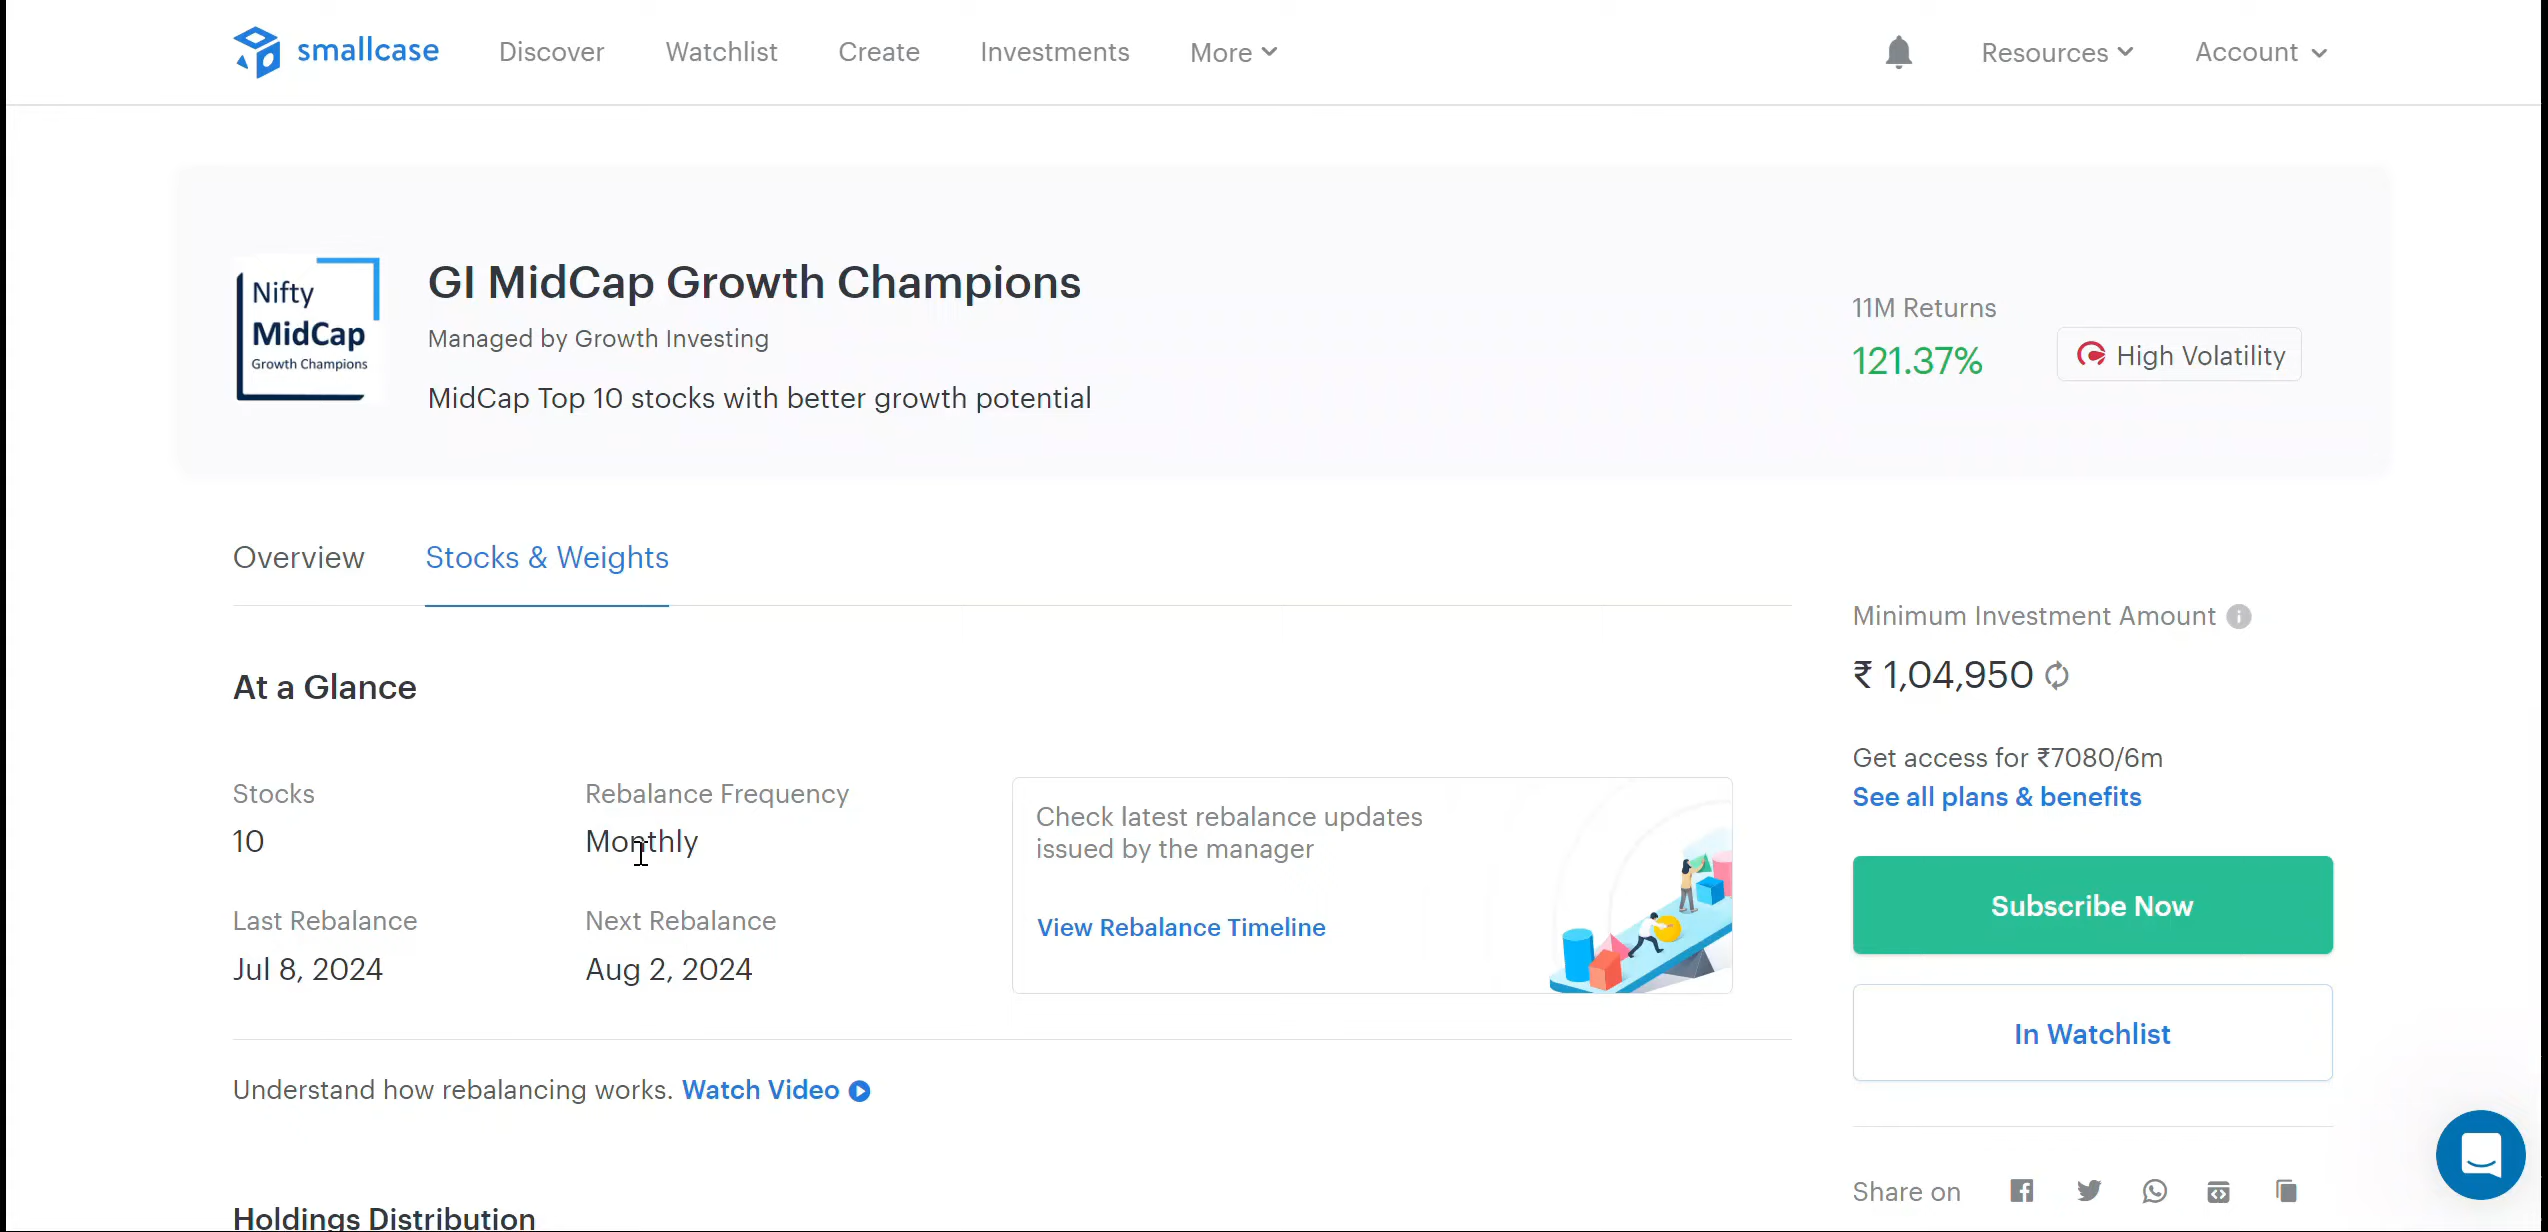 smallcase Discover Watchlist Create Investments More Resources Account
Nifty
MidCap
Growth Champions
GI MidCap Growth Champions
Managed by Growth Investing
MidCap Top 10 stocks with better growth potential
11M Returns
121.37%
High Volatility
Overview Stocks & Weights
At a Glance
Stocks
10
Rebalance Frequency
Monthly
Last Rebalance
Jul 8, 2024
Next Rebalance
Aug 2, 2024
Check latest rebalance updates
issued by the manager
View Rebalance Timeline
Understand how rebalancing works. Watch Video
Holdings Distribution
Minimum Investment Amount
₹ 1,04,950
Get access for ₹7080/6m
See all plans & benefits
Subscribe Now
In Watchlist
Share on